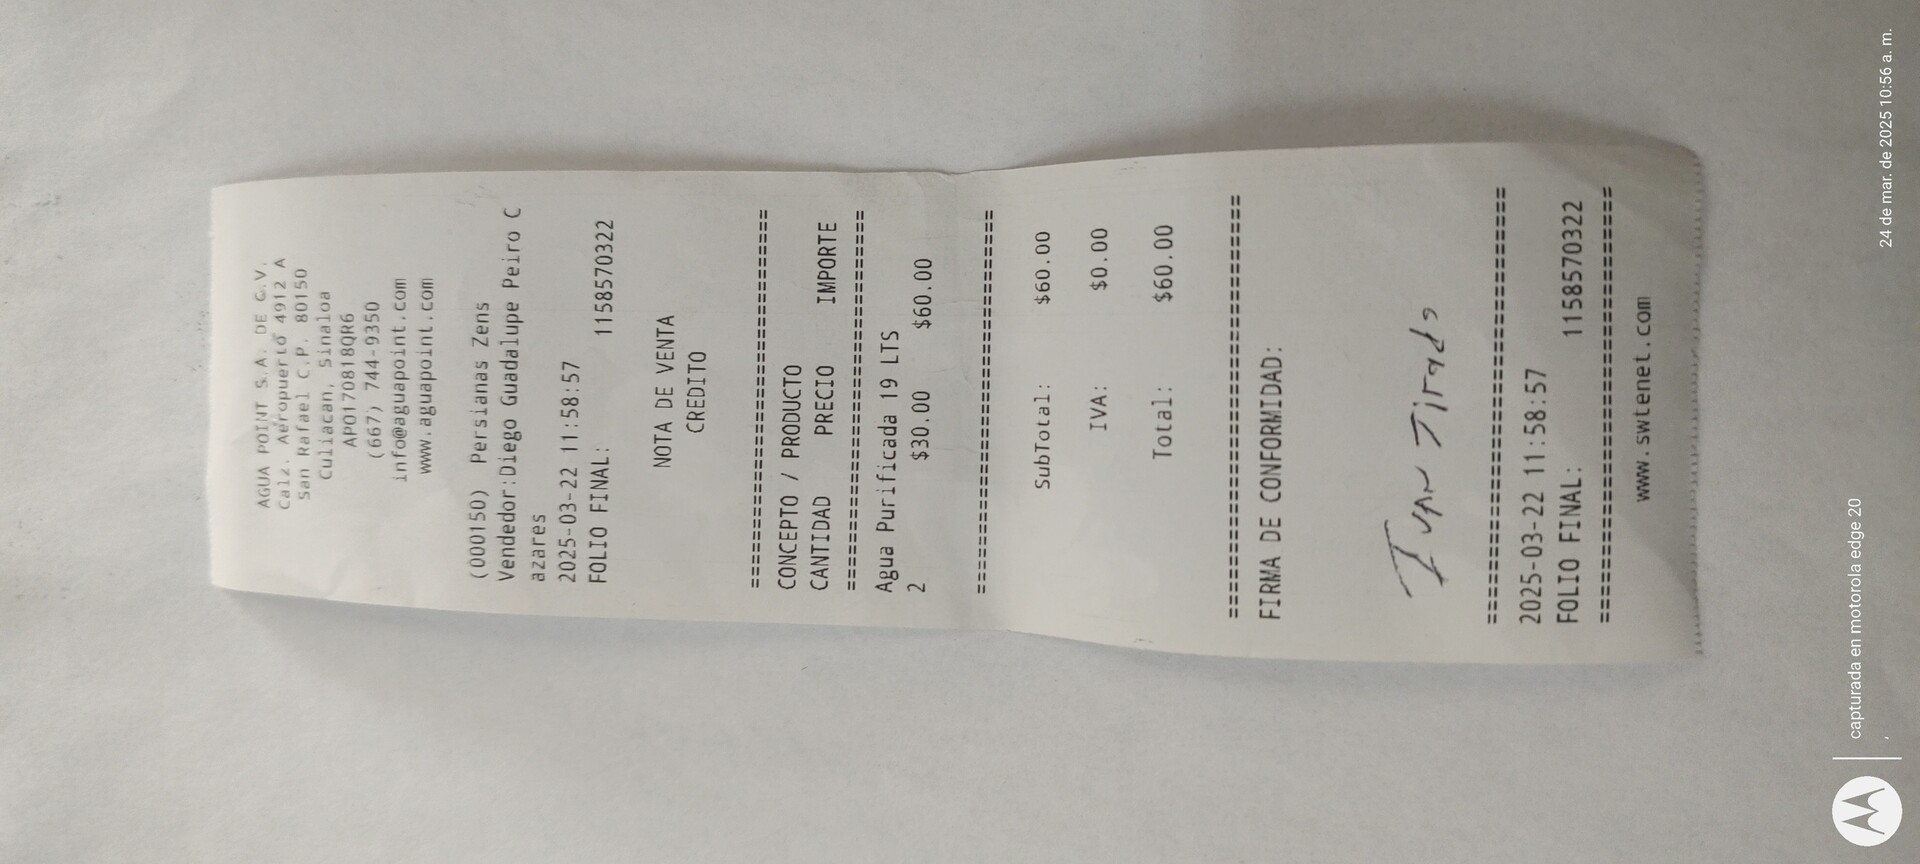 AGUA POINT S.A. DE C.V.
Calz. Aeropuerto 4912 A
San Rafael C.P. 80150
Culiacan, Sinaloa
APO170818QR6
(667) 744-9350
info@aguapoint.com
www.aguapoint.com
(000150) Persianas Zens
Vendedor:Diego Guadalupe Peiro C
azares
2025-03-22 11:58:57
FOLIO FINAL: 1158570322
NOTA DE VENTA
CREDITO
================================
CONCEPTO / PRODUCTO
CANTIDAD PRECIO IMPORTE
================================
Agua Purificada 19 LTS
2 $30.00 $60.00
================================
SubTotal: $60.00
IVA: $0.00
Total: $60.00
================================
FIRMA DE CONFORMIDAD:
Ivan Tirado
================================
2025-03-22 11:58:57
FOLIO FINAL: 1158570322
================================
www.swtenet.com
capturada en motorola edge 20
,
24 de mar. de 2025 10:56 a. m.